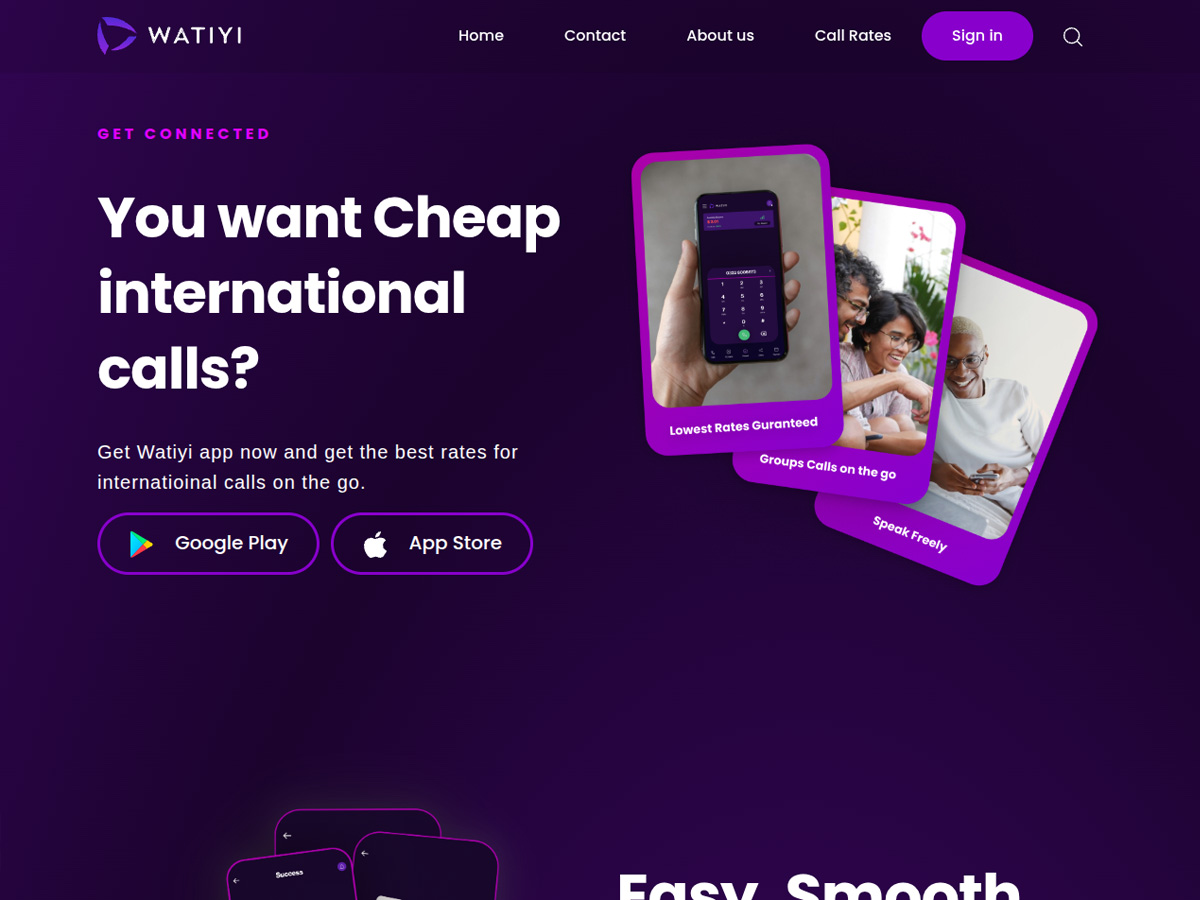 WATIYI
Home
Contact
About us
Call Rates
Sign in
GET CONNECTED
You want Cheap
international
calls?
Get Watiyi app now and get the best rates for
internatioinal calls on the go.
Google Play
App Store
Lowest Rates Guranteed
Groups Calls on the go
Speak Freely
Success
Easy, Smooth